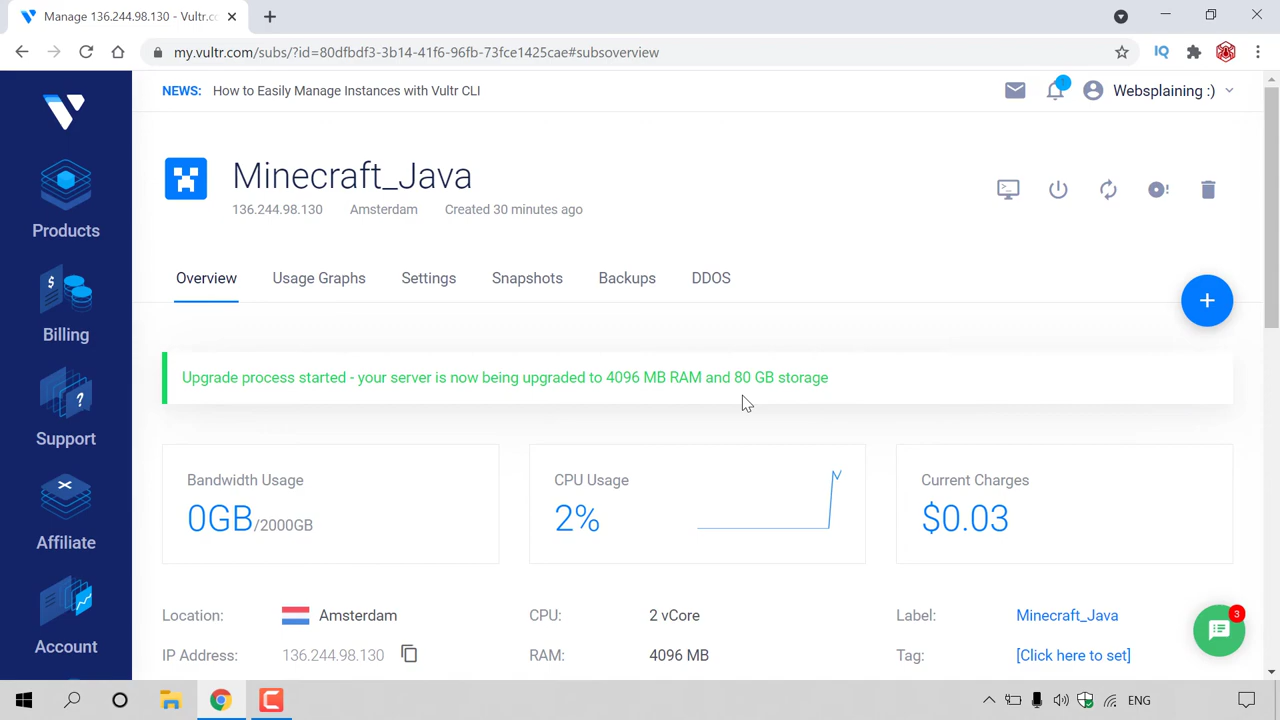 Manage 136.244.98.130 - Vultr.cc
my.vultr.com/subs/?id=80dfbdf3-3b14-41f6-96fb-73fce1425cae#subsoverview
IQ
NEWS: How to Easily Manage Instances with Vultr CLI
Websplaining :)
Minecraft_Java
136.244.98.130 Amsterdam Created 30 minutes ago
Products
Billing
Support
Affiliate
Account
Overview Usage Graphs Settings Snapshots Backups DDOS
Upgrade process started - your server is now being upgraded to 4096 MB RAM and 80 GB storage
Bandwidth Usage
0GB/2000GB
CPU Usage
2%
Current Charges
$0.03
Location: Amsterdam
IP Address: 136.244.98.130
CPU: 2 vCore
RAM: 4096 MB
Label: Minecraft_Java
Tag: [Click here to set]
3
ENG